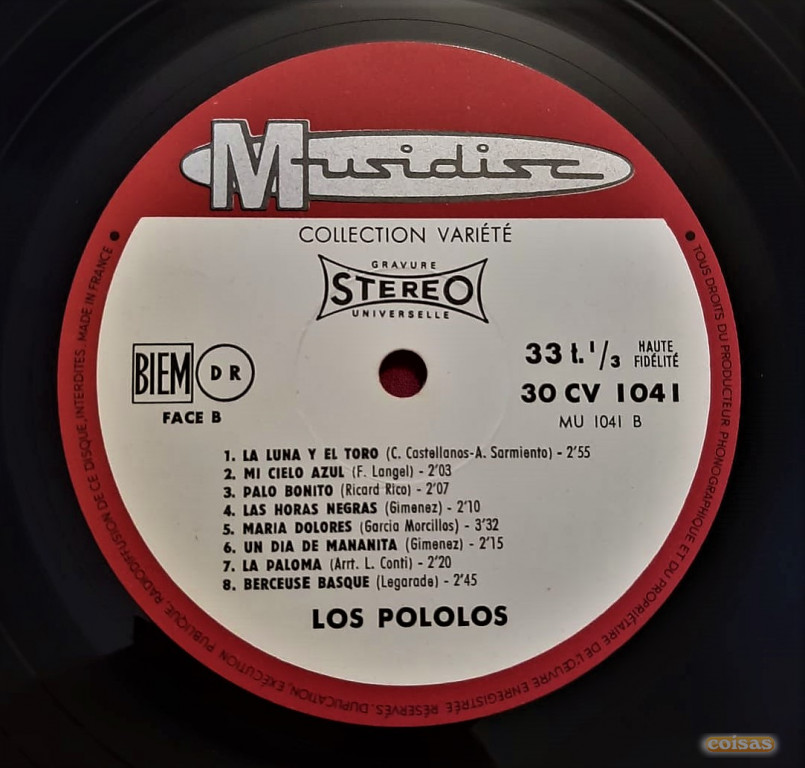 Musidisc
COLLECTION VARIÉTÉ
GRAVURE
STEREO
UNIVERSELLE
BIEM
DR
FACE B
33 t. 1/3
HAUTE
FIDÉLITÉ
30 CV 1041
MU 1041 B
1. LA LUNA Y EL TORO (C. Castellanos-A. Sarmiento) - 2'55
2. MI CIELO AZUL (F. Langel) - 2'03
3. PALO BONITO (Ricard Rico) - 2'07
4. LAS HORAS NEGRAS (Gimenez) - 2'10
5. MARIA DOLORES (Garcia Morcillos) - 3'32
6. UN DIA DE MANANITA (Gimenez) - 2'15
7. LA PALOMA (Arrt. L. Conti) - 2'20
8. BERCEUSE BASQUE (Legarade) - 2'45
LOS POLOLOS
TOUS DROITS DU PRODUCTEUR PHONOGRAPHIQUE ET DU PROPRIÉTAIRE DE L'ŒUVRE ENREGISTRÉE RÉSERVÉS. DUPLICATION, EXÉCUTION PUBLIQUE, RADIODIFFUSION DE CE DISQUE, INTERDITES. MADE IN FRANCE
coisas